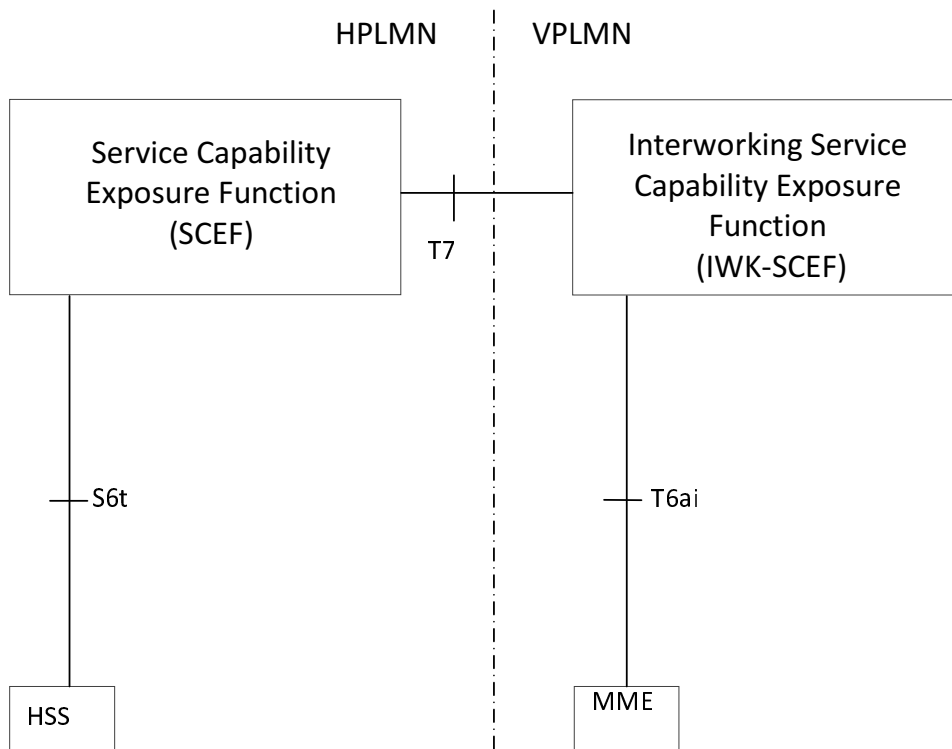 HPLMN
VPLMN
Service Capability
Exposure Function
(SCEF)
Interworking Service
Capability Exposure
Function
(IWK-SCEF)
T7
S6t
T6ai
HSS
MME